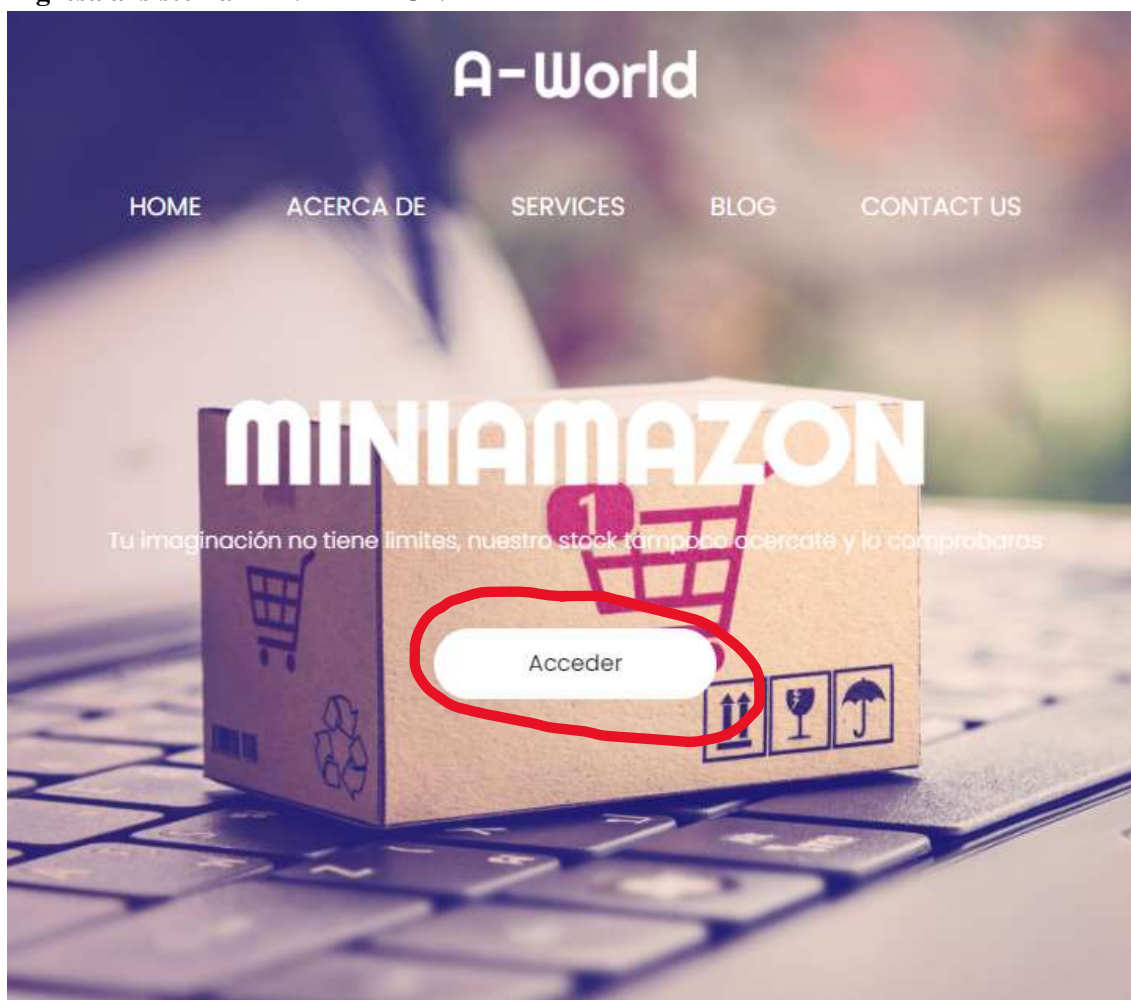 A-World
HOME ACERCA DE SERVICES BLOG CONTACT US
MINIAMAZON
1
Tu imaginación no tiene limites, nuestro stock tampoco acercate y lo comprobaras
Acceder